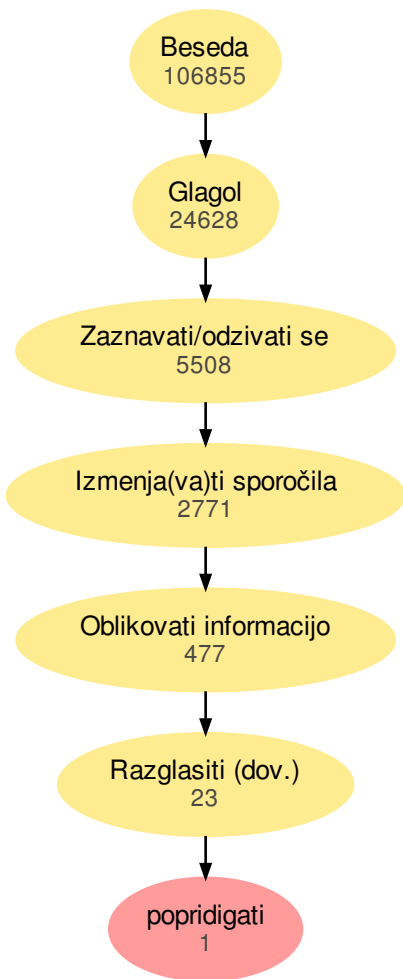 Beseda
106855
Glagol
24628
Zaznavati/odzivati se
5508
Izmenja(va)ti sporočila
2771
Oblikovati informacijo
477
Razglasiti (dov.)
23
popridigati
1